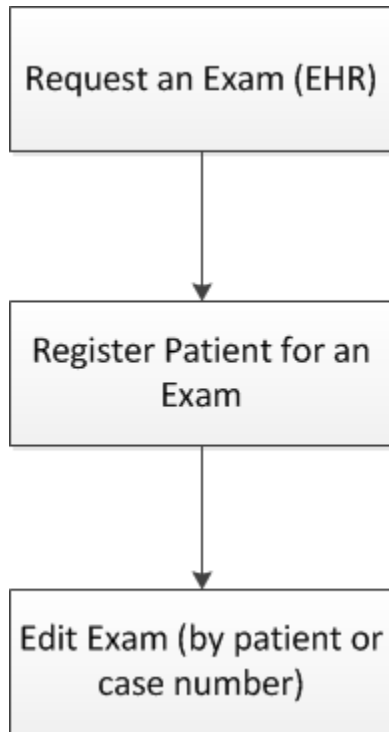 Request an Exam (EHR)
Register Patient for an
Exam
Edit Exam (by patient or
case number)